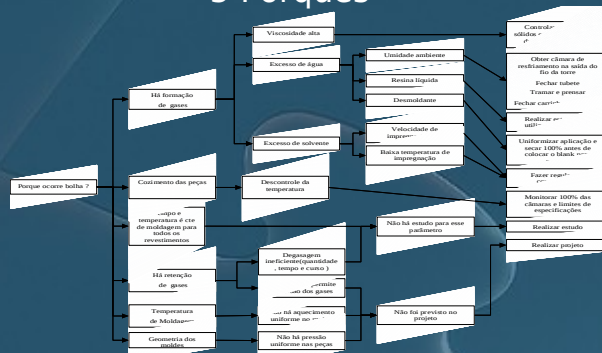 5 Porquês
Viscosidade alta
Controle
sólidos
Umidade ambiente
Excesso de água
Resina líquida
Desmoldante
Obter câmara de
resfriamento na saída do
fio da torre
Fechar tubete
Tramar e prensar
Fechar
Há formação
de gases
Realizar
Velocidade de
Excesso de solvente
Baixa temperatura de
impregnação
Uniformizar aplicação e
secar 100% antes de
colocar o blank
Fazer
Porque ocorre bolha ?
Cozimento das peças
Descontrole da
temperatura
Monitorar 100% das
câmaras e limites de
especificações
temperatura é cte
de moldagem para
todos os
revestimentos
Não há estudo para esse
parâmetro
Realizar estudo
Realizar projeto
Degasagem
ineficiente(quantidade
, tempo e curso )
Há retenção
de gases
dos gases
Temperatura
de
há aquecimento
uniforme no
Não foi previsto no
projeto
Geometria dos
moldes
Não há pressão
uniforme nas peças